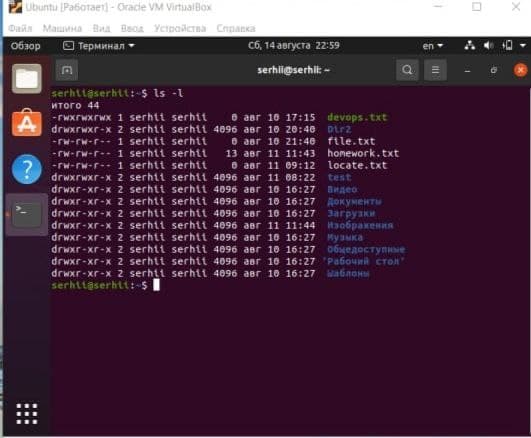 Ubuntu [Работает] - Oracle VM VirtualBox
Файл Машина Вид Ввод Устройства Справка
Обзор Терминал Сб, 14 августа 22:59 en
serhii@serhii: ~
serhii@serhii:~$ ls -l
итого 44
-rwxrwxrwx 1 serhii serhii 0 авг 10 17:15 devops.txt
drwxrwxr-x 2 serhii serhii 4096 авг 10 20:40 Dir2
-rw-rw-r-- 1 serhii serhii 0 авг 10 21:40 file.txt
-rw-rw-r-- 1 serhii serhii 13 авг 11 11:43 homework.txt
-rw-rw-r-- 1 serhii serhii 0 авг 11 09:12 locate.txt
drwxrwxr-x 2 serhii serhii 4096 авг 11 08:22 test
drwxr-xr-x 2 serhii serhii 4096 авг 10 16:27 Видео
drwxr-xr-x 2 serhii serhii 4096 авг 10 16:27 Документы
drwxr-xr-x 2 serhii serhii 4096 авг 10 16:27 Загрузки
drwxr-xr-x 2 serhii serhii 4096 авг 11 11:44 Изображения
drwxr-xr-x 2 serhii serhii 4096 авг 10 16:27 Музыка
drwxr-xr-x 2 serhii serhii 4096 авг 10 16:27 Общедоступные
drwxr-xr-x 2 serhii serhii 4096 авг 10 16:27 'Рабочий стол'
drwxr-xr-x 2 serhii serhii 4096 авг 10 16:27 Шаблоны
serhii@serhii:~$